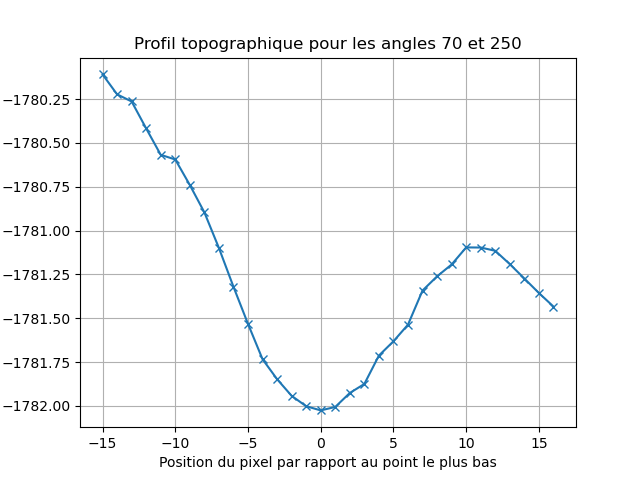 Profil topographique pour les angles 70 et 250
−1780.25
−1780.50
−1780.75
−1781.00
−1781.25
−1781.50
−1781.75
−1782.00
−15 −10 −5 0 5 10 15
Position du pixel par rapport au point le plus bas